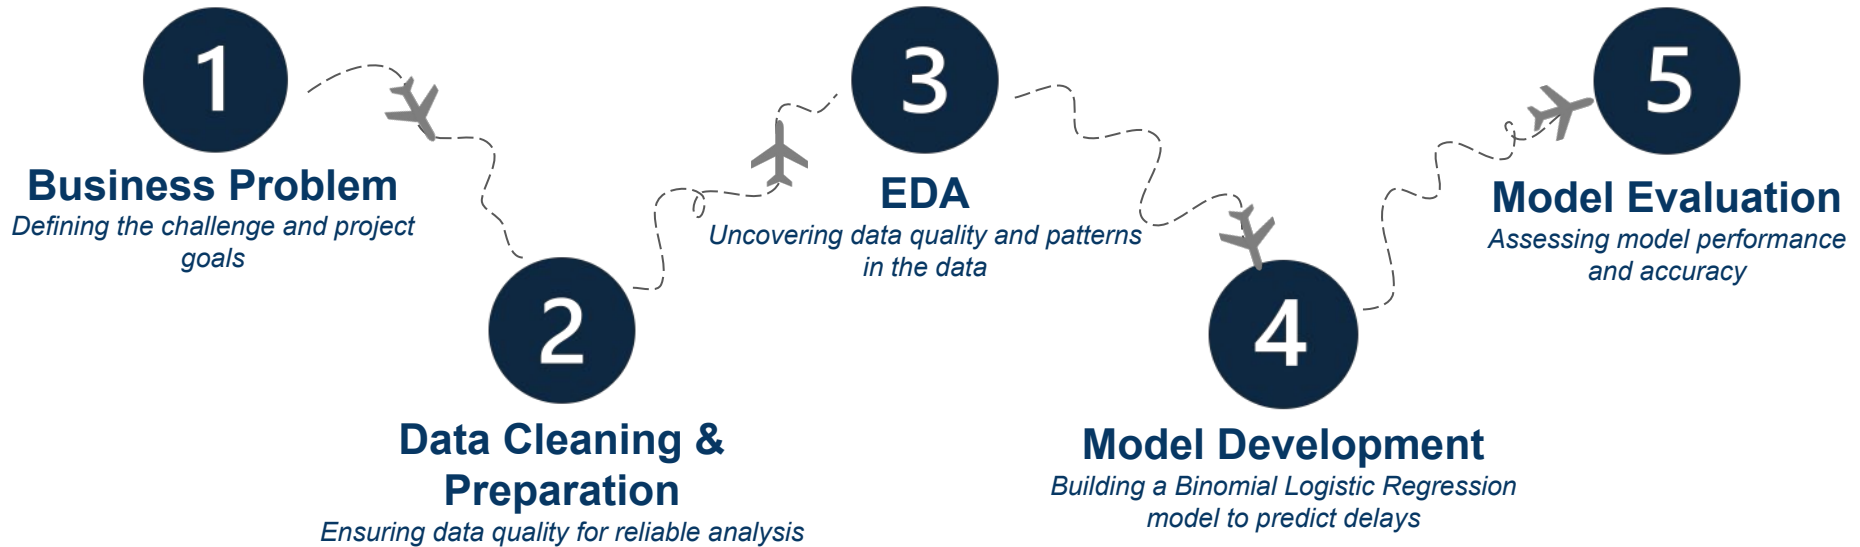 1
Business Problem
Defining the challenge and project
goals
2
Data Cleaning &
Preparation
Ensuring data quality for reliable analysis
3
EDA
Uncovering data quality and patterns
in the data
4
Model Development
Building a Binomial Logistic Regression
model to predict delays
5
Model Evaluation
Assessing model performance
and accuracy